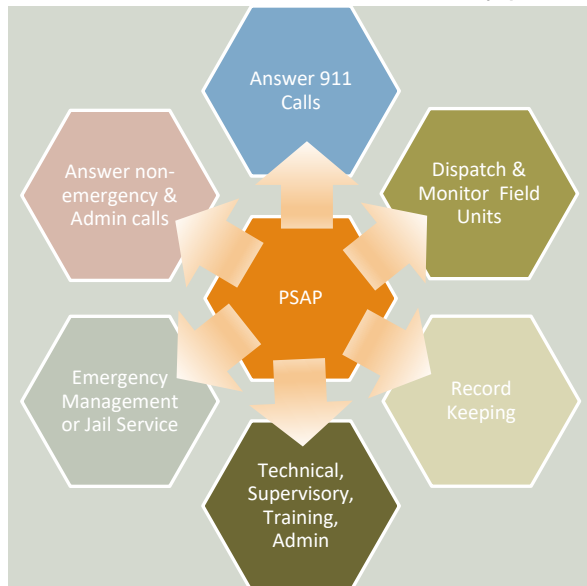 Answer 911
Calls
Answer non-
emergency &
Admin calls
Dispatch &
Monitor Field
Units
PSAP
Emergency
Management
or Jail Service
Record
Keeping
Technical,
Supervisory,
Training,
Admin